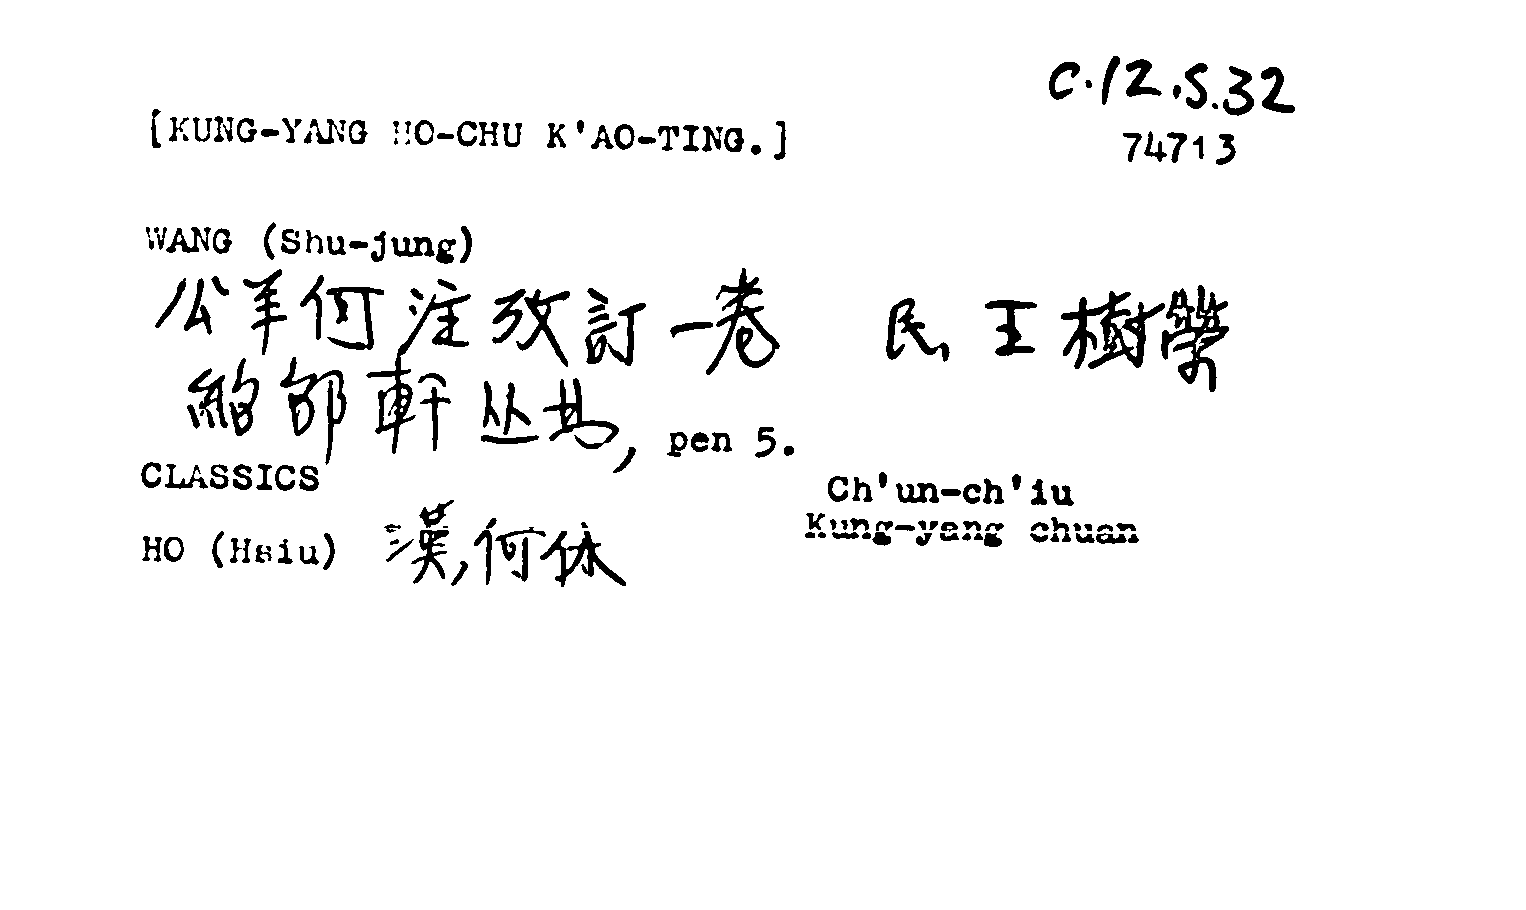 C.12.S.32
[KUNG-YANG HO-CHU K'AO-TING.]
74713
WANG (Shu-jung)
公羊何注攷訂一卷 民 王樹榮
紹邵軒丛书, pen 5.
CLASSICS
Ch'un-ch'iu
Kung-yang chuan
HO (Hsiu) 漢,何休